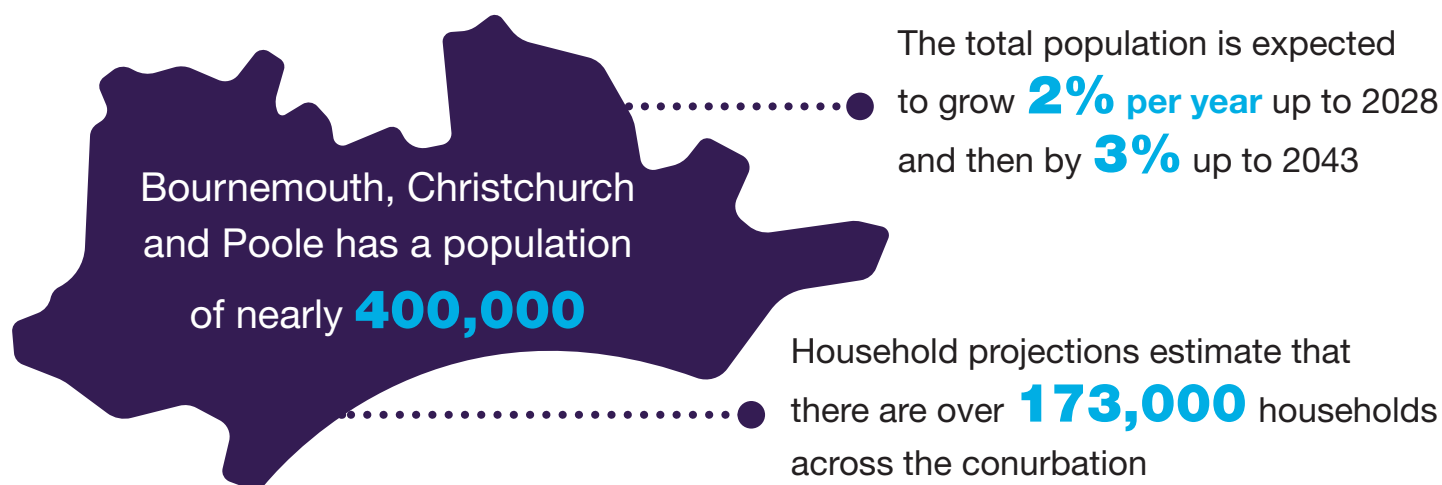 Bournemouth, Christchurch
and Poole has a population
of nearly 400,000
The total population is expected
to grow 2% per year up to 2028
and then by 3% up to 2043
Household projections estimate that
there are over 173,000 households
across the conurbation